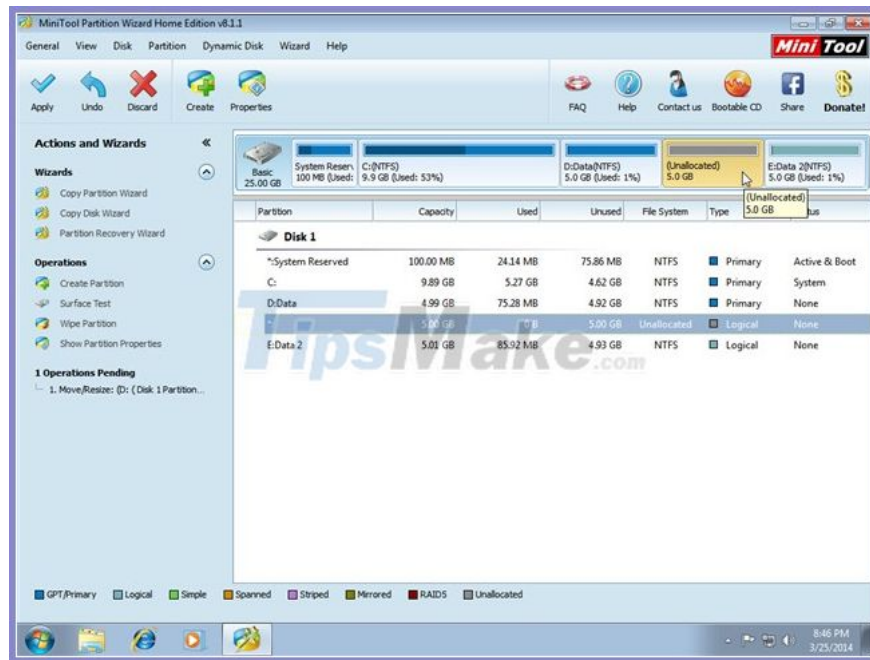 MiniTool Partition Wizard Home Edition v8.1.1
General View Disk Partition Dynamic Disk Wizard Help
Mini Tool
Apply Undo Discard Create Properties FAQ Help Contact us Bootable CD Share Donate!
Actions and Wizards
Wizards
Copy Partition Wizard
Copy Disk Wizard
Partition Recovery Wizard
Operations
Create Partition
Surface Test
Wipe Partition
Show Partition Properties
1 Operations Pending
1. Move/Resize: (D: ( Disk 1 Partition...
Basic
25.00 GB
System Reserv
100 MB (Used:
C:(NTFS)
9.9 GB (Used: 53%)
D:Data(NTFS)
5.0 GB (Used: 1%)
(Unallocated)
5.0 GB
E:Data 2(NTFS)
5.0 GB (Used: 1%)
(Unallocated)
5.0 GB
Partition Capacity Used Unused File System Type tus
Disk 1
*:System Reserved 100.00 MB 24.14 MB 75.86 MB NTFS Primary Active & Boot
C: 9.89 GB 5.27 GB 4.62 GB NTFS Primary System
D:Data 4.99 GB 75.28 MB 4.92 GB NTFS Primary None
* 5.00 GB 0 B 5.00 GB Unallocated Logical None
E:Data 2 5.01 GB 85.92 MB 4.93 GB NTFS Logical None
TipsMake.com
GPT/Primary Logical Simple Spanned Striped Mirrored RAID5 Unallocated
8:46 PM
3/25/2014